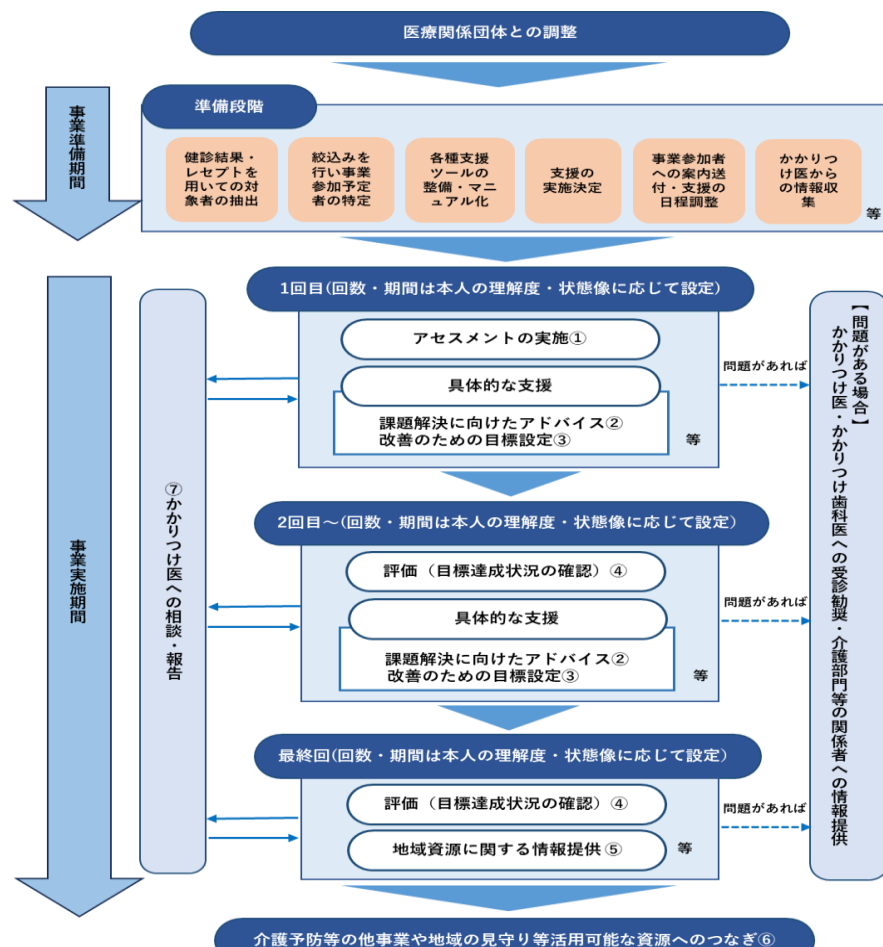 医療関係団体との調整
事業準備期間
準備段階
健診結果・
レセプトを
用いての対
象者の抽出
絞込みを
行い事業
参加予定
者の特定
各種支援
ツールの
整備・マニ
ュアル化
支援の
実施決定
事業参加者
への案内送
付・支援の
日程調整
かかりつ
け医から
の情報収
集
等
事業実施期間
⑦かかりつけ医への相談・報告
1回目(回数・期間は本人の理解度・状態像に応じて設定)
アセスメントの実施①
具体的な支援
課題解決に向けたアドバイス②
改善のための目標設定③
等
問題があれば
2回目～(回数・期間は本人の理解度・状態像に応じて設定)
評価（目標達成状況の確認）④
具体的な支援
課題解決に向けたアドバイス②
改善のための目標設定③
等
問題があれば
最終回(回数・期間は本人の理解度・状態像に応じて設定)
評価（目標達成状況の確認）④
地域資源に関する情報提供⑤
等
問題があれば
【問題がある場合】
かかりつけ医・かかりつけ歯科医への受診勧奨・介護部門等の関係者への情報提供
介護予防等の他事業や地域の見守り等活用可能な資源へのつなぎ⑥